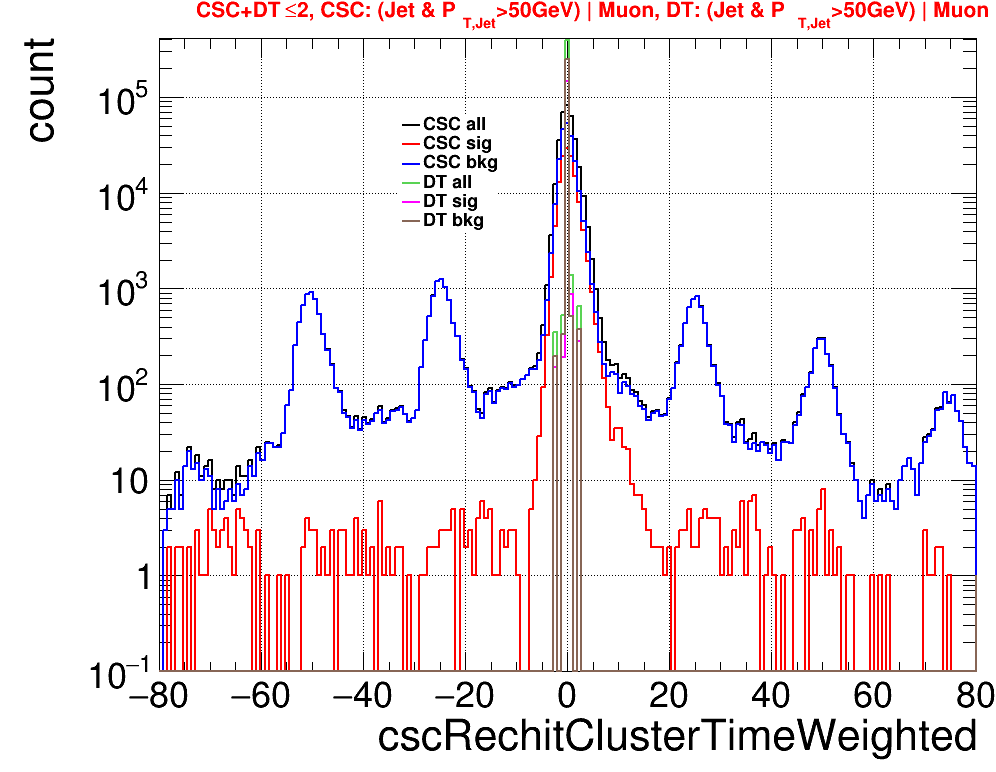 CSC+DT ≤2, CSC: (Jet & P T,Jet>50GeV) | Muon, DT: (Jet & P T,Jet>50GeV) | Muon
count
10^5
CSC all
CSC sig
CSC bkg
DT all
DT sig
DT bkg
10^4
10^3
10^2
10
1
10^−1
−80 −60 −40 −20 0 20 40 60 80
cscRechitClusterTimeWeighted